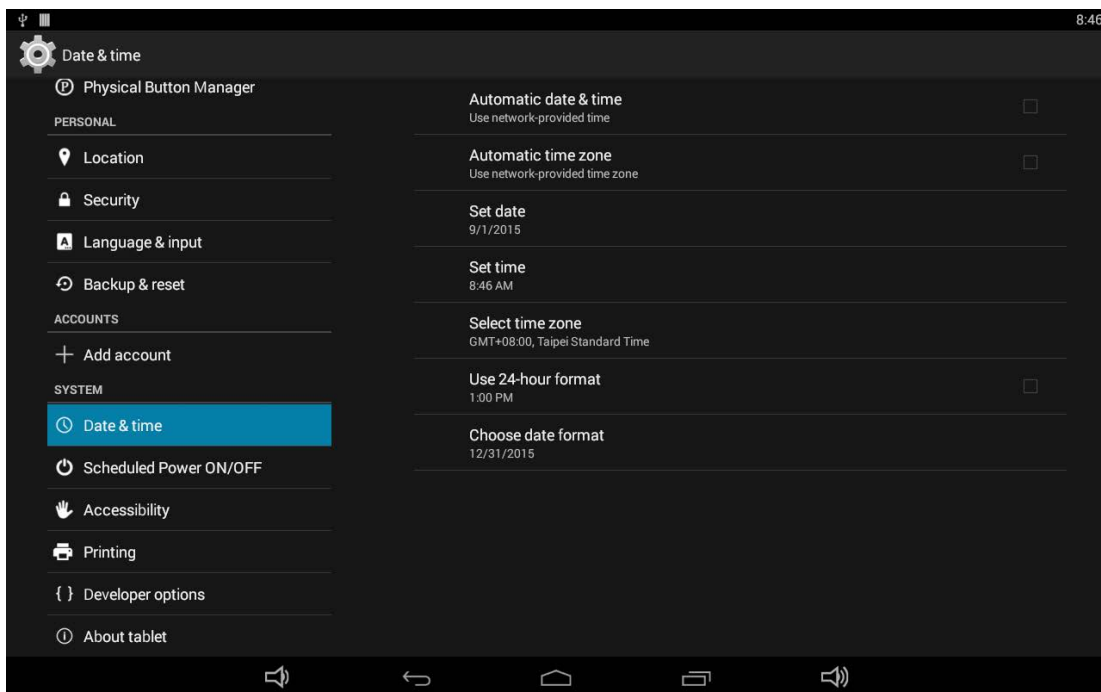 8:46
Date & time
Physical Button Manager
PERSONAL
Location
Security
Language & input
Backup & reset
ACCOUNTS
Add account
SYSTEM
Date & time
Scheduled Power ON/OFF
Accessibility
Printing
{ } Developer options
About tablet
Automatic date & time
Use network-provided time
Automatic time zone
Use network-provided time zone
Set date
9/1/2015
Set time
8:46 AM
Select time zone
GMT+08:00, Taipei Standard Time
Use 24-hour format
1:00 PM
Choose date format
12/31/2015